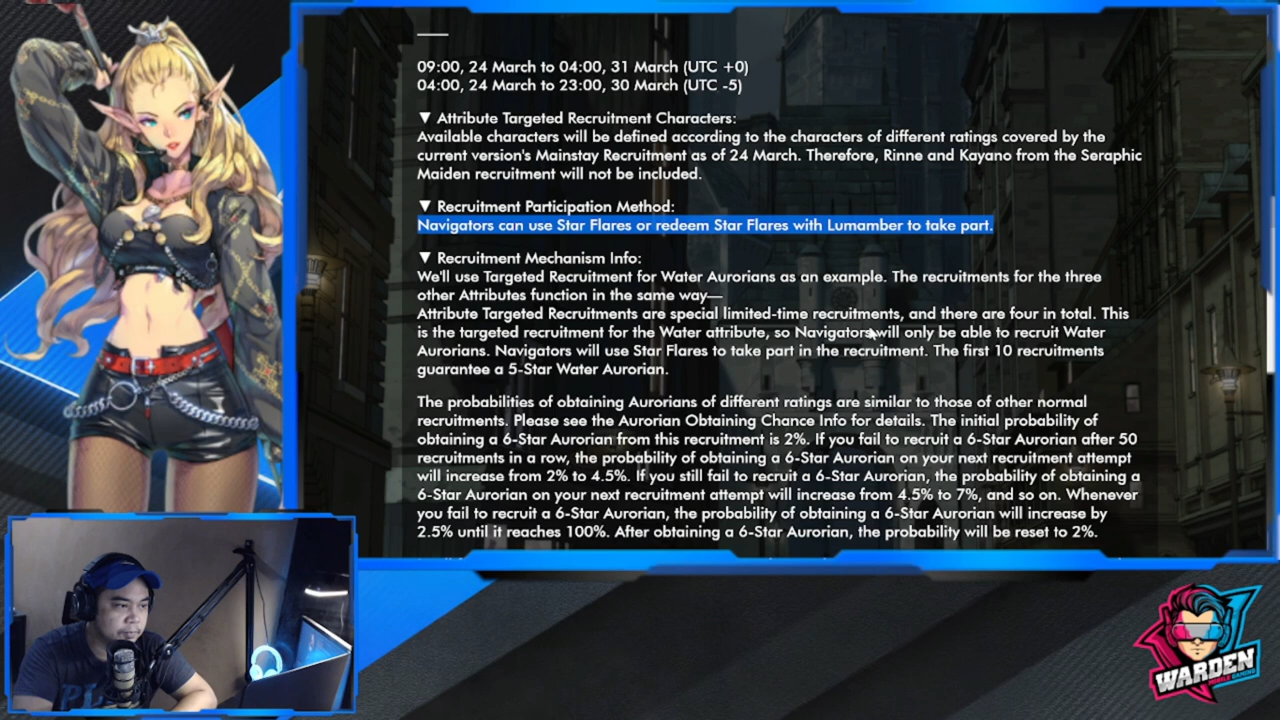 09:00, 24 March to 04:00, 31 March (UTC +0)
04:00, 24 March to 23:00, 30 March (UTC -5)
▼ Attribute Targeted Recruitment Characters:
Available characters will be defined according to the characters of different ratings covered by the
current version's Mainstay Recruitment as of 24 March. Therefore, Rinne and Kayano from the Seraphic
Maiden recruitment will not be included.
▼ Recruitment Participation Method:
Navigators can use Star Flares or redeem Star Flares with Lumamber to take part.
▼ Recruitment Mechanism Info:
We'll use Targeted Recruitment for Water Aurorians as an example. The recruitments for the three
other Attributes function in the same way—
Attribute Targeted Recruitments are special limited-time recruitments, and there are four in total. This
is the targeted recruitment for the Water attribute, so Navigators will only be able to recruit Water
Aurorians. Navigators will use Star Flares to take part in the recruitment. The first 10 recruitments
guarantee a 5-Star Water Aurorian.
The probabilities of obtaining Aurorians of different ratings are similar to those of other normal
recruitments. Please see the Aurorian Obtaining Chance Info for details. The initial probability of
obtaining a 6-Star Aurorian from this recruitment is 2%. If you fail to recruit a 6-Star Aurorian after 50
recruitments in a row, the probability of obtaining a 6-Star Aurorian on your next recruitment attempt
will increase from 2% to 4.5%. If you still fail to recruit a 6-Star Aurorian, the probability of obtaining a
6-Star Aurorian on your next recruitment attempt will increase from 4.5% to 7%, and so on. Whenever
you fail to recruit a 6-Star Aurorian, the probability of obtaining a 6-Star Aurorian will increase by
2.5% until it reaches 100%. After obtaining a 6-Star Aurorian, the probability will be reset to 2%.
WARDEN
MOBILE GAMING